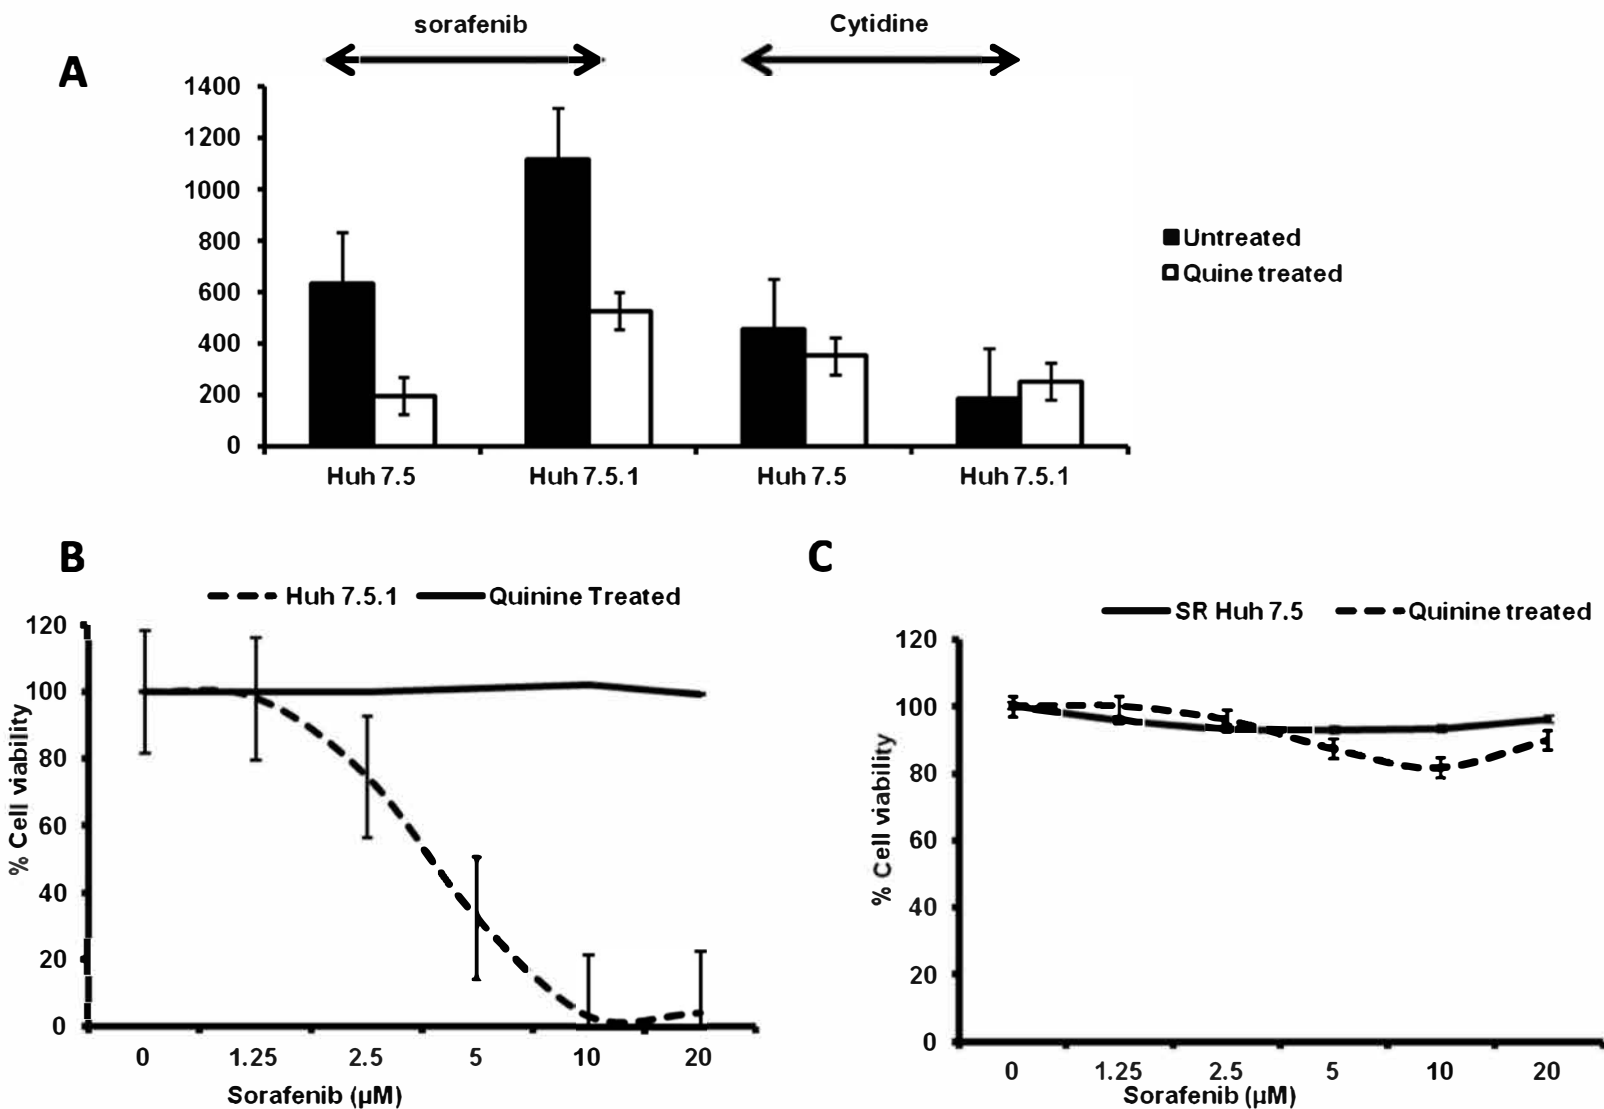 sorafenib
Cytidine
A
1400
1200
1000
800
600
400
200
0
Untreated
Quine treated
Huh 7.5
Huh 7.5.1
Huh 7.5
Huh 7.5.1
B
Huh 7.5.1
Quinine Treated
120
100
80
60
40
20
0
% Cell viability
0
1.25
2.5
5
10
20
Sorafenib (µM)
C
SR Huh 7.5
Quinine treated
120
100
80
60
40
20
0
% Cell viability
0
1.25
2.5
5
10
20
Sorafenib (µM)